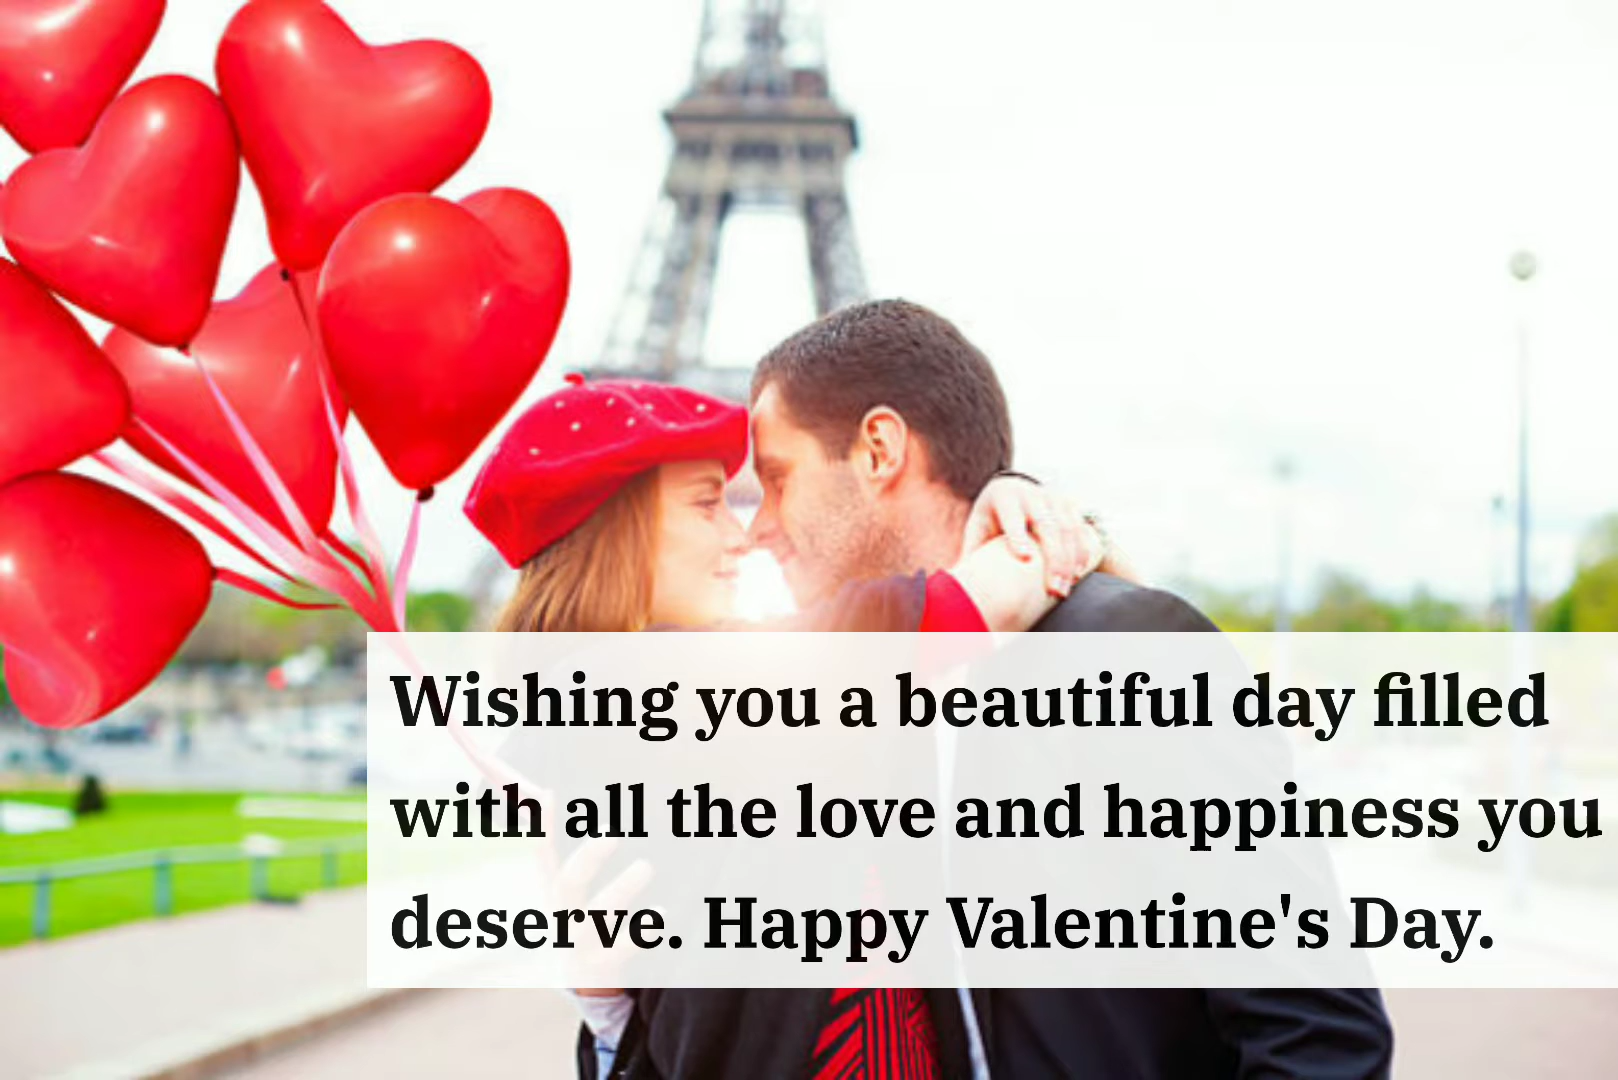 Wishing you a beautiful day filled
with all the love and happiness you
deserve. Happy Valentine's Day.